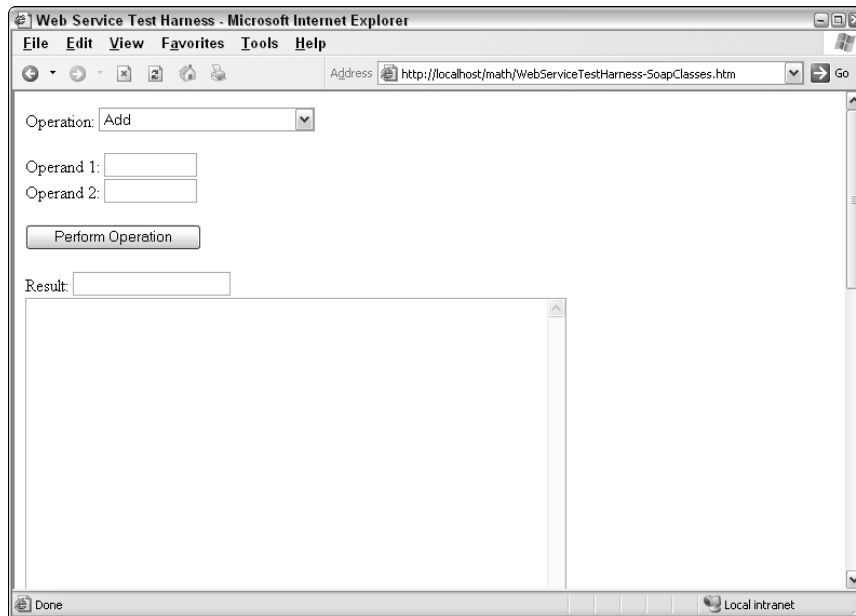 Web Service Test Harness - Microsoft Internet Explorer
File Edit View Favorites Tools Help
Address http://localhost/math/WebServiceTestHarness-SoapClasses.htm Go
Operation: Add
Operand 1:
Operand 2:
Perform Operation
Result:
Done Local intranet